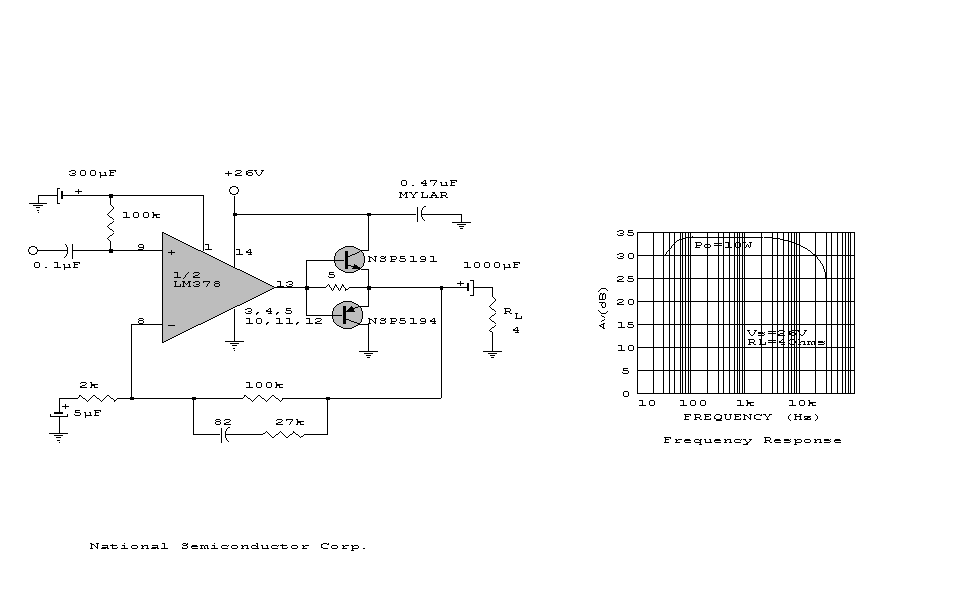 300µF
+
100k
0.1µF
9
+
1
1/2
LM378
8
−
+26V
14
13
3,4,5
10,11,12
0.47uF
MYLAR
NSP5191
5
NSP5194
1000µF
+
RL
4
2k
+
5µF
100k
82
27k
35
30
25
20
15
10
5
0
Av(dB)
Po=10W
Vs=26V
RL=4Ohms
10 100 1k 10k
FREQUENCY (Hz)
Frequency Response
National Semiconductor Corp.